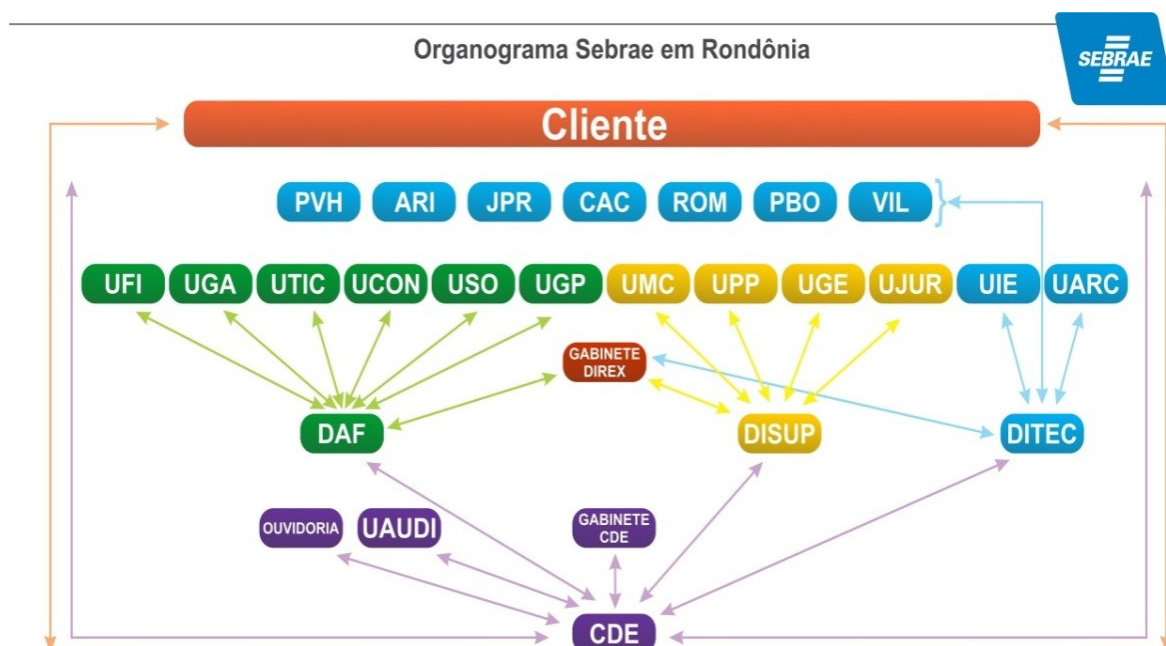 Organograma Sebrae em Rondônia
SEBRAE
Cliente
PVH ARI JPR CAC ROM PBO VIL
UFI UGA UTIC UCON USO UGP UMC UPP UGE UJUR UIE UARC
GABINETE
DIREX
DAF DISUP DITEC
OUVIDORIA UAUDI
GABINETE
CDE
CDE